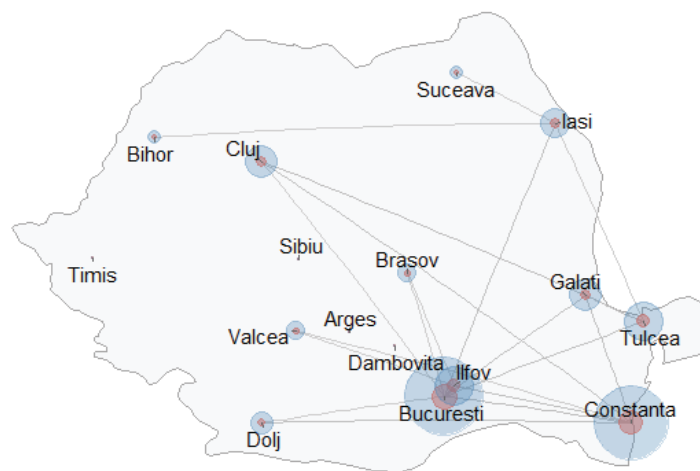 Suceava
Iasi
Bihor
Cluj
Sibiu
Brasov
Timis
Galati
Valcea
Arges
Tulcea
Dambovita
Ilfov
Bucuresti
Constanta
Dolj